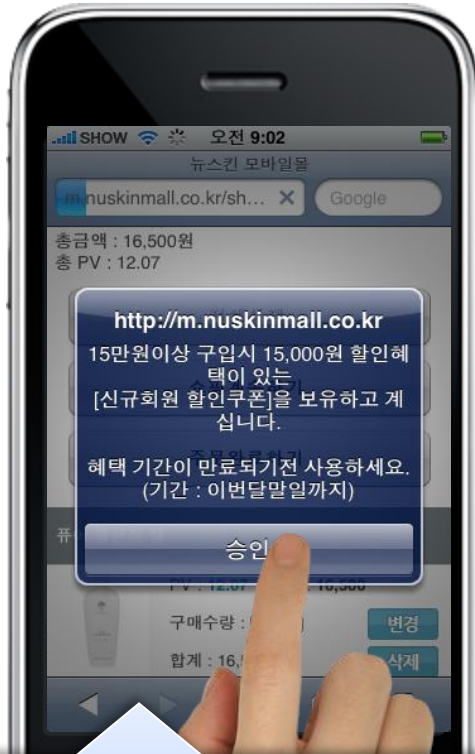 SHOW 오전 9:02
뉴스킨 모바일몰
m.nuskinmall.co.kr/sh... Google
총금액 : 16,500원
총 PV : 12.07
http://m.nuskinmall.co.kr
15만원이상 구입시 15,000원 할인혜
택이 있는
[신규회원 할인쿠폰]을 보유하고 계
십니다.
혜택 기간이 만료되기전 사용하세요.
(기간 : 이번달말일까지)
승인
PV : 12.07 16,500
구매수량 : 변경
합계 : 16, 삭제